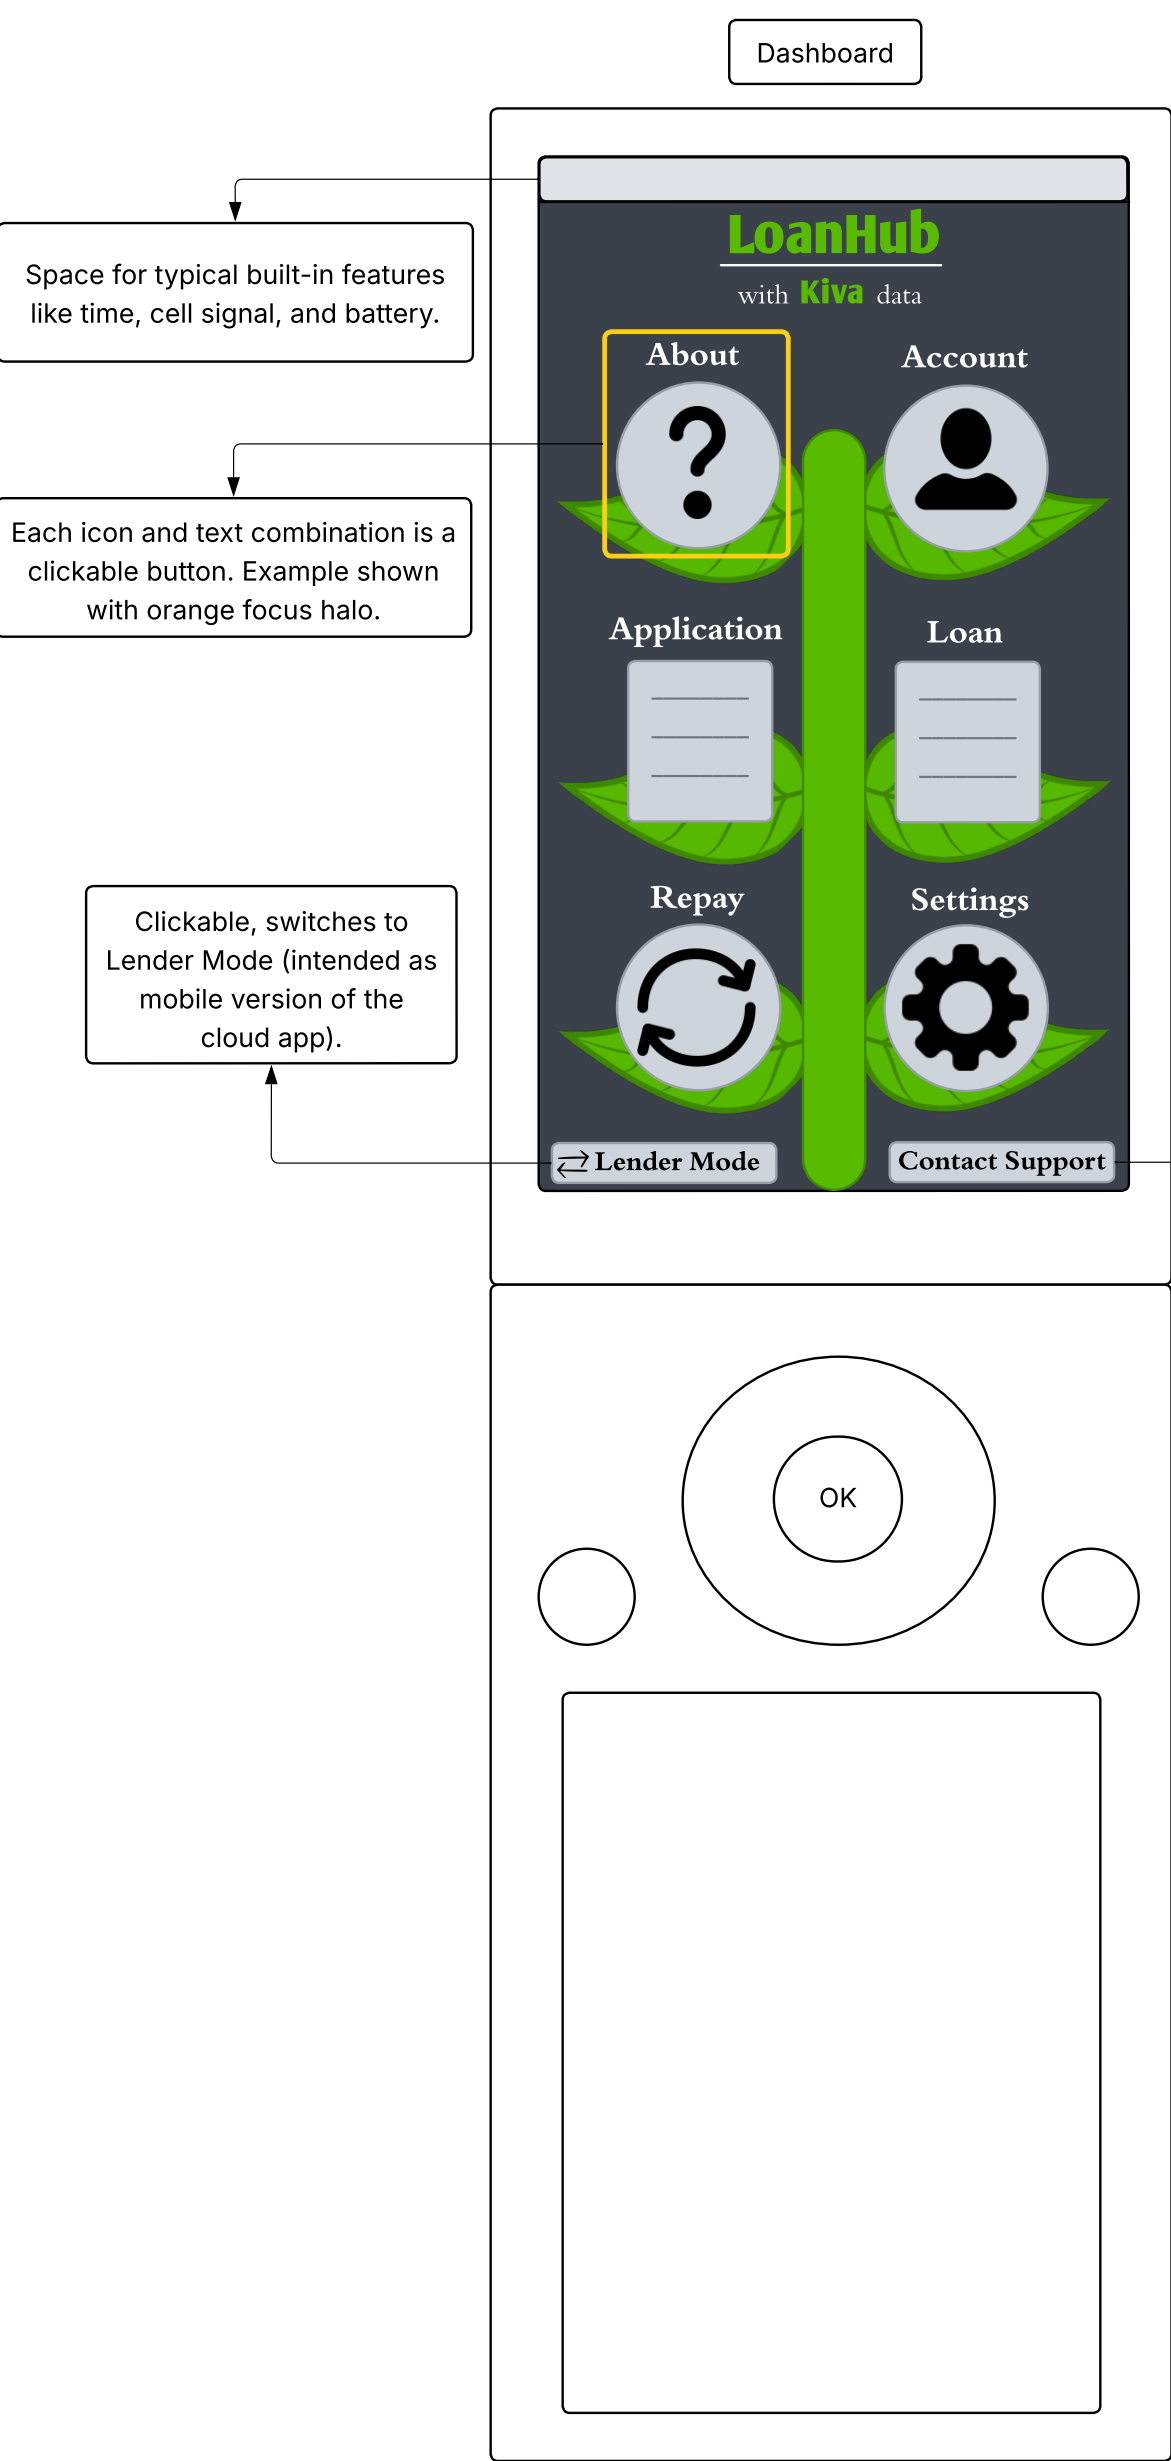 Dashboard
Space for typical built-in features
like time, cell signal, and battery.
LoanHub
with Kiva data
About
Account
Each icon and text combination is a
clickable button. Example shown
with orange focus halo.
Application
Loan
Repay
Settings
Clickable, switches to
Lender Mode (intended as
mobile version of the
cloud app).
Lender Mode
Contact Support
OK